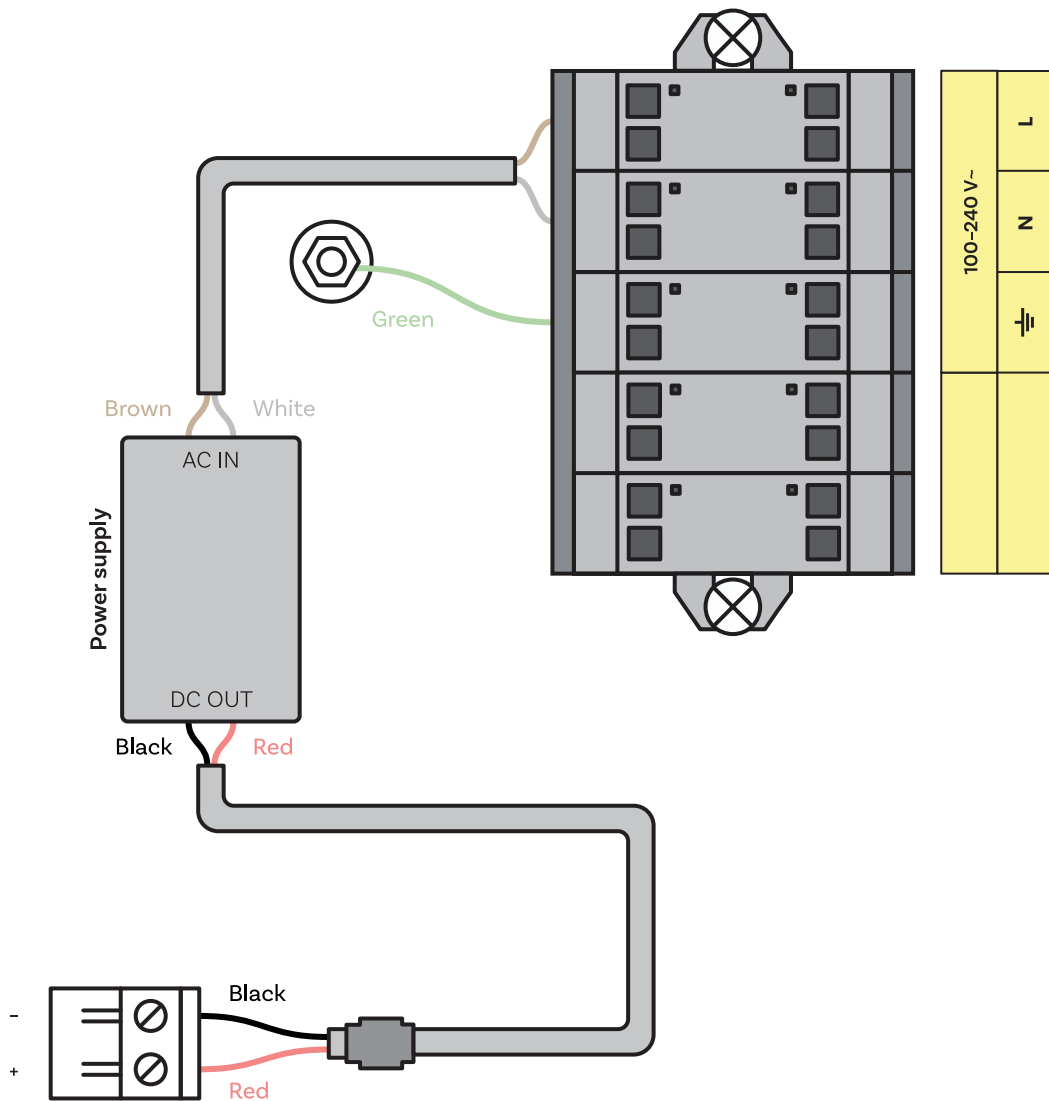 L
N
100-240 V~
Green
Brown
White
AC IN
Power supply
DC OUT
Black
Red
Black
-
+
Red